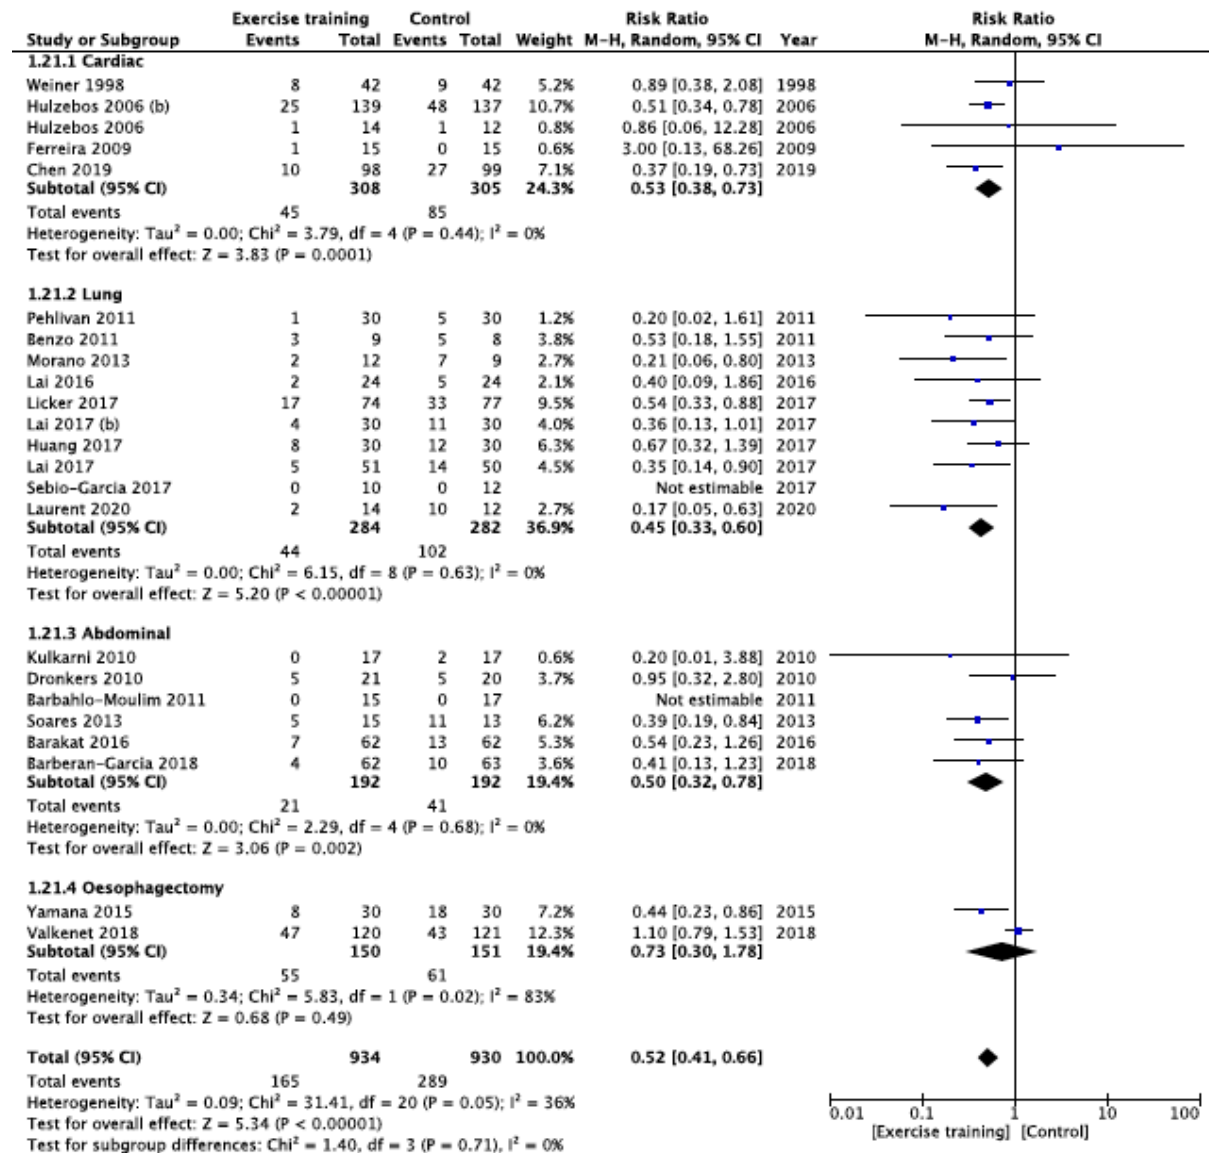 Exercise training Control Risk Ratio Risk Ratio
Study or Subgroup Events Total Events Total Weight M-H, Random, 95% CI Year M-H, Random, 95% CI
1.21.1 Cardiac
Weiner 1998 8 42 9 42 5.2% 0.89 [0.38, 2.08] 1998
Hulzebos 2006 (b) 25 139 48 137 10.7% 0.51 [0.34, 0.78] 2006
Hulzebos 2006 1 14 1 12 0.8% 0.86 [0.06, 12.28] 2006
Ferreira 2009 1 15 0 15 0.6% 3.00 [0.13, 68.26] 2009
Chen 2019 10 98 27 99 7.1% 0.37 [0.19, 0.73] 2019
Subtotal (95% CI) 308 305 24.3% 0.53 [0.38, 0.73]
Total events 45 85
Heterogeneity: Tau² = 0.00; Chi² = 3.79, df = 4 (P = 0.44); I² = 0%
Test for overall effect: Z = 3.83 (P = 0.0001)
1.21.2 Lung
Pehlivan 2011 1 30 5 30 1.2% 0.20 [0.02, 1.61] 2011
Benzo 2011 3 9 5 8 3.8% 0.53 [0.18, 1.55] 2011
Morano 2013 2 12 7 9 2.7% 0.21 [0.06, 0.80] 2013
Lai 2016 2 24 5 24 2.1% 0.40 [0.09, 1.86] 2016
Licker 2017 17 74 33 77 9.5% 0.54 [0.33, 0.88] 2017
Lai 2017 (b) 4 30 11 30 4.0% 0.36 [0.13, 1.01] 2017
Huang 2017 8 30 12 30 6.3% 0.67 [0.32, 1.39] 2017
Lai 2017 5 51 14 50 4.5% 0.35 [0.14, 0.90] 2017
Sebio-Garcia 2017 0 10 0 12 Not estimable 2017
Laurent 2020 2 14 10 12 2.7% 0.17 [0.05, 0.63] 2020
Subtotal (95% CI) 284 282 36.9% 0.45 [0.33, 0.60]
Total events 44 102
Heterogeneity: Tau² = 0.00; Chi² = 6.15, df = 8 (P = 0.63); I² = 0%
Test for overall effect: Z = 5.20 (P < 0.00001)
1.21.3 Abdominal
Kulkarni 2010 0 17 2 17 0.6% 0.20 [0.01, 3.88] 2010
Dronkers 2010 5 21 5 20 3.7% 0.95 [0.32, 2.80] 2010
Barbahlo-Moulim 2011 0 15 0 17 Not estimable 2011
Soares 2013 5 15 11 13 6.2% 0.39 [0.19, 0.84] 2013
Barakat 2016 7 62 13 62 5.3% 0.54 [0.23, 1.26] 2016
Barberan-Garcia 2018 4 62 10 63 3.6% 0.41 [0.13, 1.23] 2018
Subtotal (95% CI) 192 192 19.4% 0.50 [0.32, 0.78]
Total events 21 41
Heterogeneity: Tau² = 0.00; Chi² = 2.29, df = 4 (P = 0.68); I² = 0%
Test for overall effect: Z = 3.06 (P = 0.002)
1.21.4 Oesophagectomy
Yamana 2015 8 30 18 30 7.2% 0.44 [0.23, 0.86] 2015
Valkenet 2018 47 120 43 121 12.3% 1.10 [0.79, 1.53] 2018
Subtotal (95% CI) 150 151 19.4% 0.73 [0.30, 1.78]
Total events 55 61
Heterogeneity: Tau² = 0.34; Chi² = 5.83, df = 1 (P = 0.02); I² = 83%
Test for overall effect: Z = 0.68 (P = 0.49)
Total (95% CI) 934 930 100.0% 0.52 [0.41, 0.66]
Total events 165 289
Heterogeneity: Tau² = 0.09; Chi² = 31.41, df = 20 (P = 0.05); I² = 36%
Test for overall effect: Z = 5.34 (P < 0.00001)
Test for subgroup differences: Chi² = 1.40, df = 3 (P = 0.71), I² = 0%
0.01 0.1 1 10 100
[Exercise training] [Control]